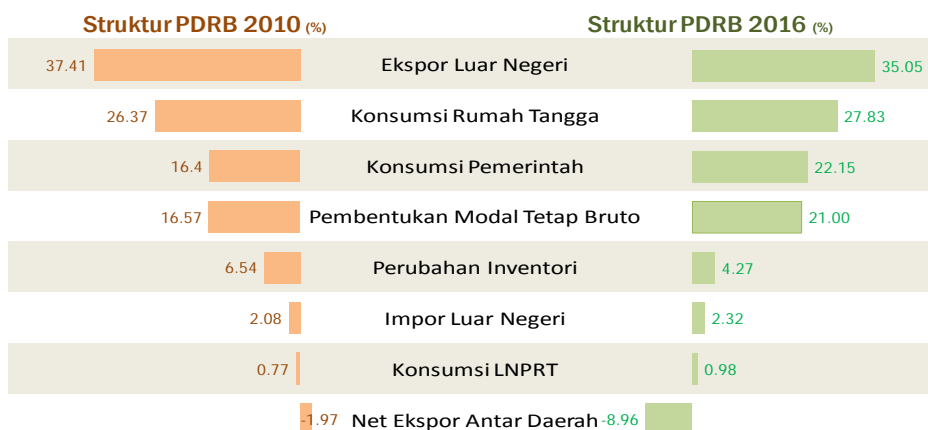 Struktur PDRB 2010 (%) Struktur PDRB 2016 (%)
37.41 Ekspor Luar Negeri 35.05
26.37 Konsumsi Rumah Tangga 27.83
16.4 Konsumsi Pemerintah 22.15
16.57 Pembentukan Modal Tetap Bruto 21.00
6.54 Perubahan Inventori 4.27
2.08 Impor Luar Negeri 2.32
0.77 Konsumsi LNPRT 0.98
-1.97 Net Ekspor Antar Daerah -8.96